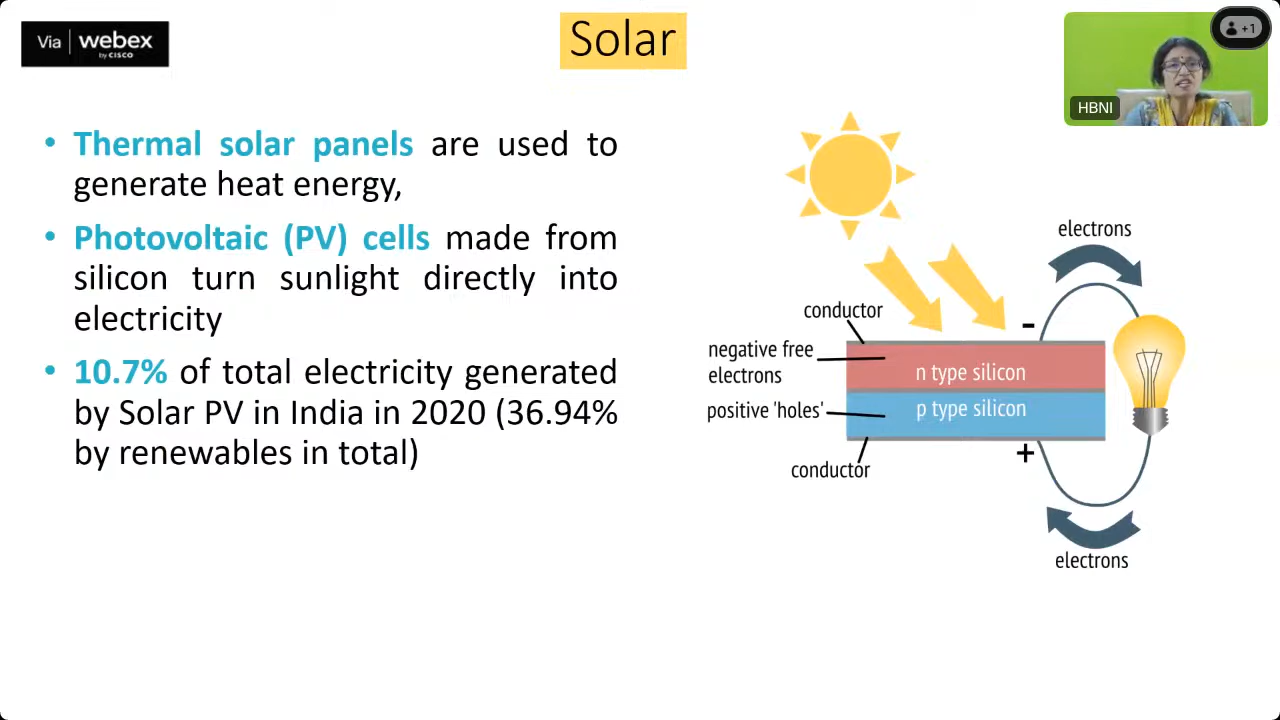 Via webex
by CISCO
Solar
+1
HBNI
• Thermal solar panels are used to
generate heat energy,
• Photovoltaic (PV) cells made from
silicon turn sunlight directly into
electricity
• 10.7% of total electricity generated
by Solar PV in India in 2020 (36.94%
by renewables in total)
electrons
conductor
-
negative free
electrons
n type silicon
positive 'holes'
p type silicon
+
conductor
electrons